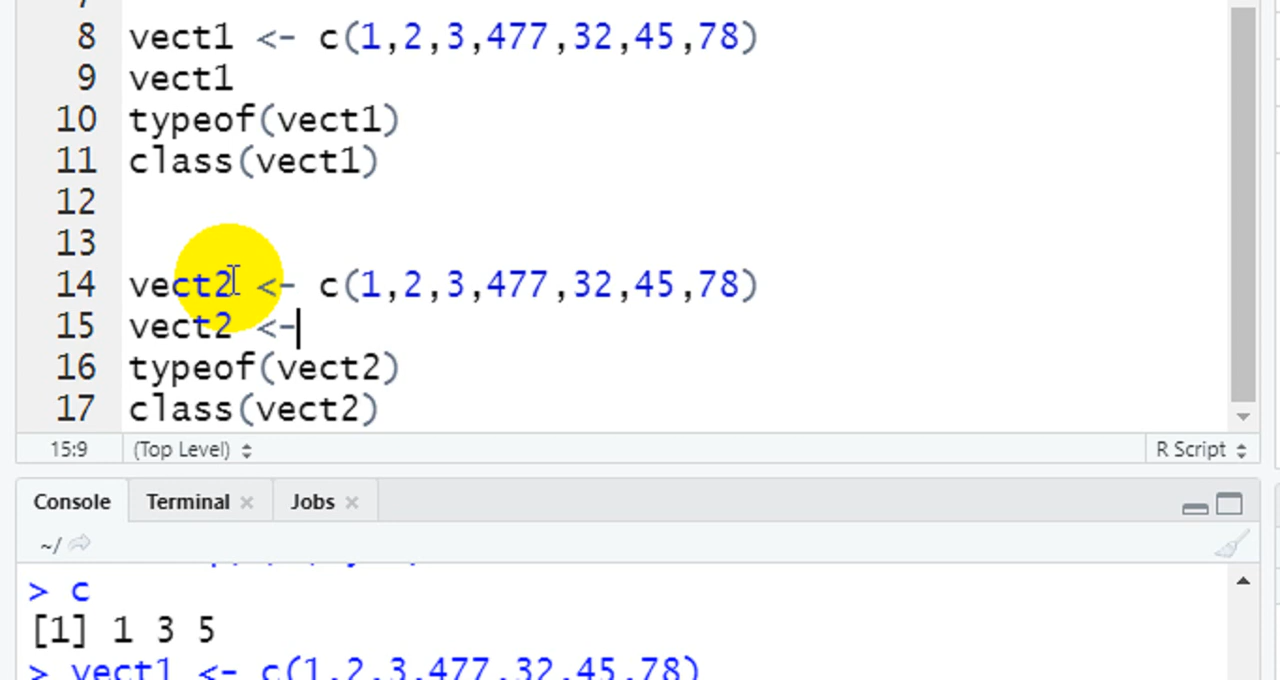 8 vect1 <- c(1,2,3,477,32,45,78)
9 vect1
10 typeof(vect1)
11 class(vect1)
12
13
14 vect2 <- c(1,2,3,477,32,45,78)
15 vect2 <-
16 typeof(vect2)
17 class(vect2)
15:9 (Top Level) R Script
Console Terminal Jobs
~/
> c
[1] 1 3 5
> vect1 <- c(1,2,3,477,32,45,78)